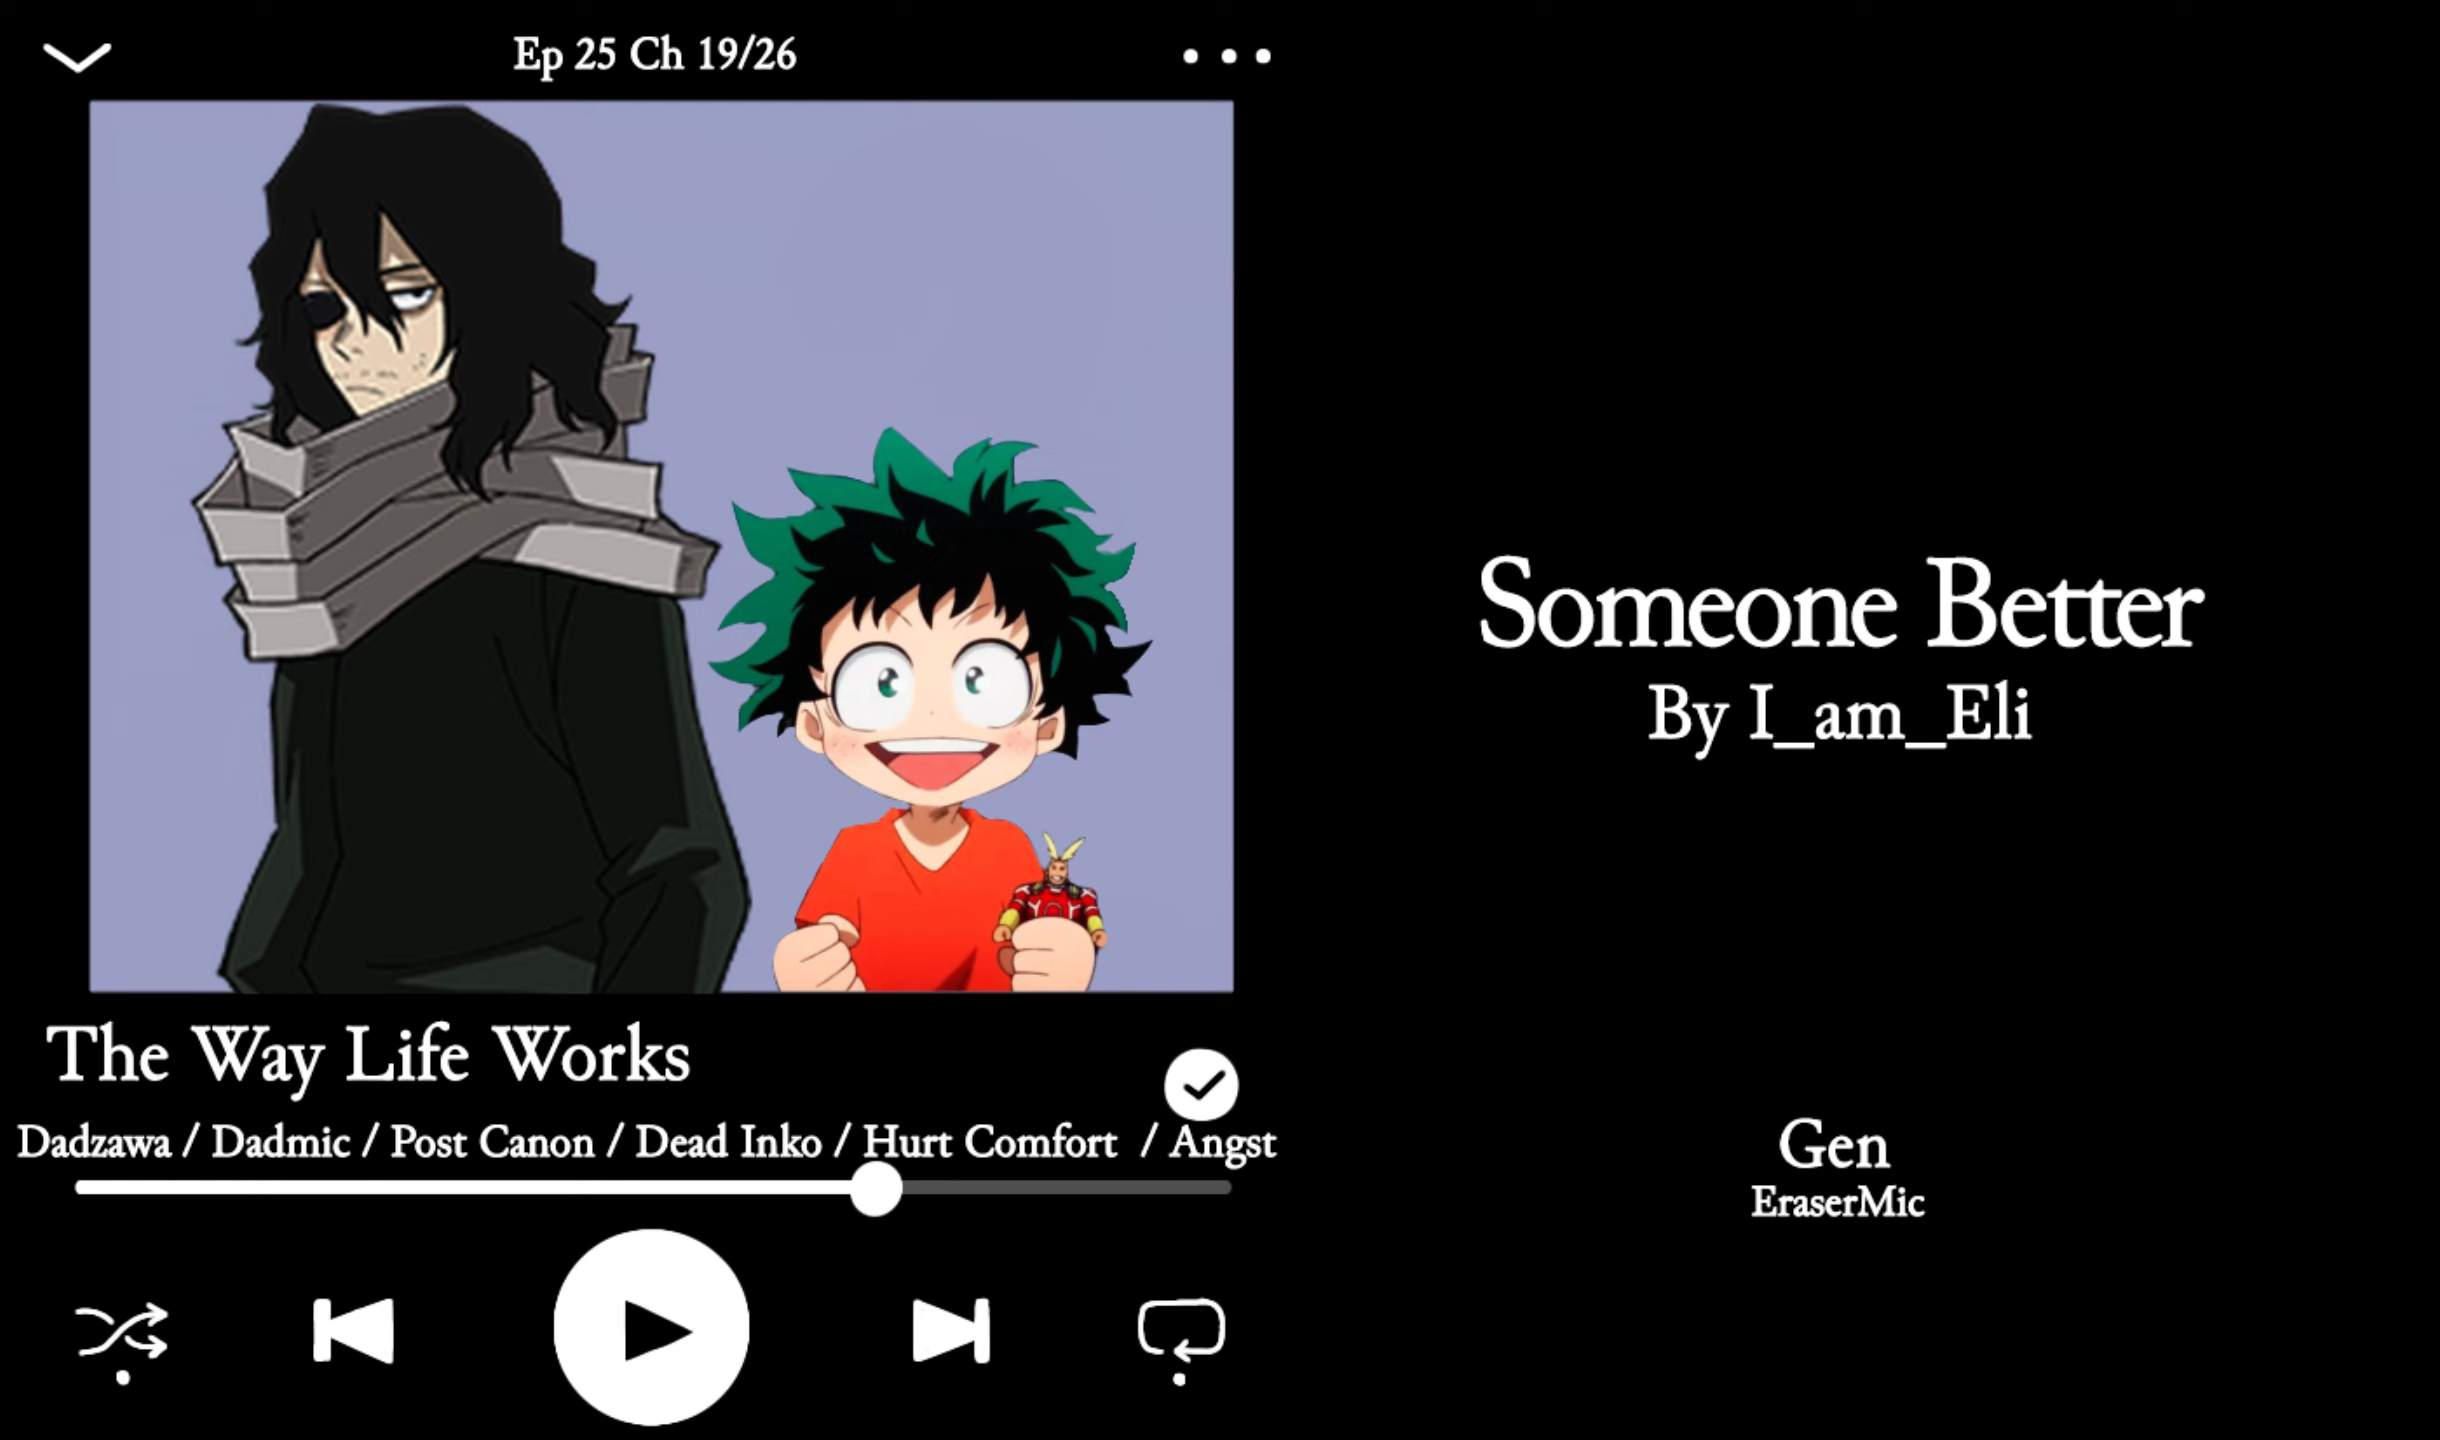 Ep 25 Ch 19/26
The Way Life Works
Dadzawa / Dadmic / Post Canon / Dead Inko / Hurt Comfort / Angst
Someone Better
By I_am_Eli
Gen
EraserMic